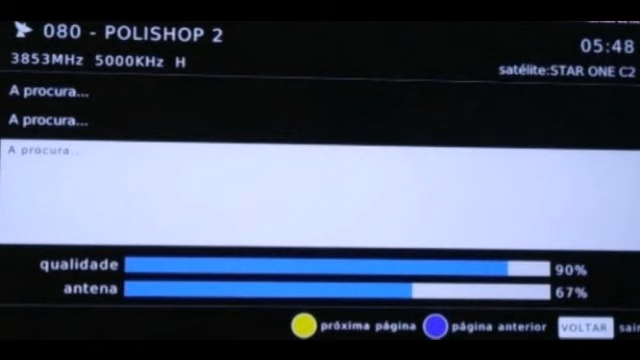 080 - POLISHOP 2
05:48
3853MHz 5000KHz H
satélite:STAR ONE C2
A procura...
A procura...
A procura...
qualidade 90%
antena 67%
próxima página página anterior VOLTAR sair